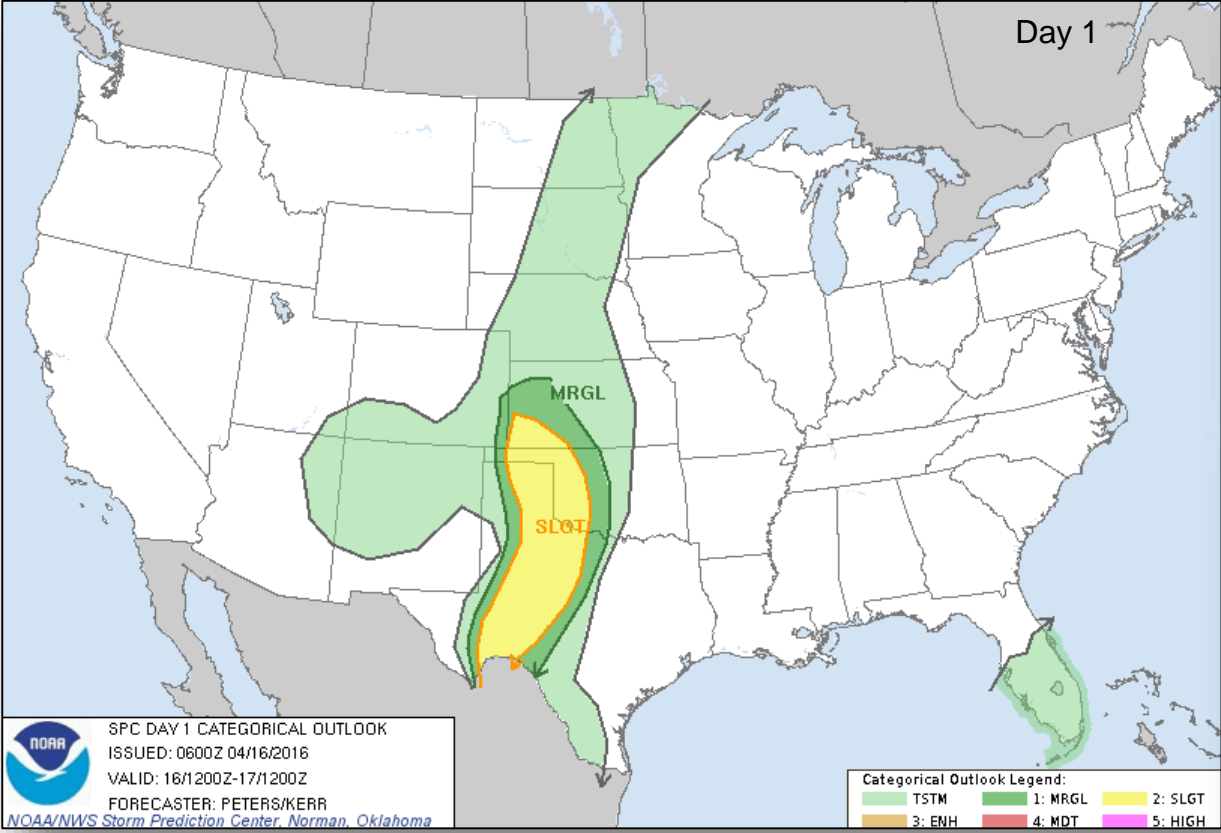 Day 1
MRGL
SLGT
NOAA
SPC DAY 1 CATEGORICAL OUTLOOK
ISSUED: 0600Z 04/16/2016
VALID: 16/1200Z-17/1200Z
FORECASTER: PETERS/KERR
NOAA/NWS Storm Prediction Center, Norman, Oklahoma
Categorical Outlook Legend:
TSTM 1: MRGL 2: SLGT
3: ENH 4: MDT 5: HIGH